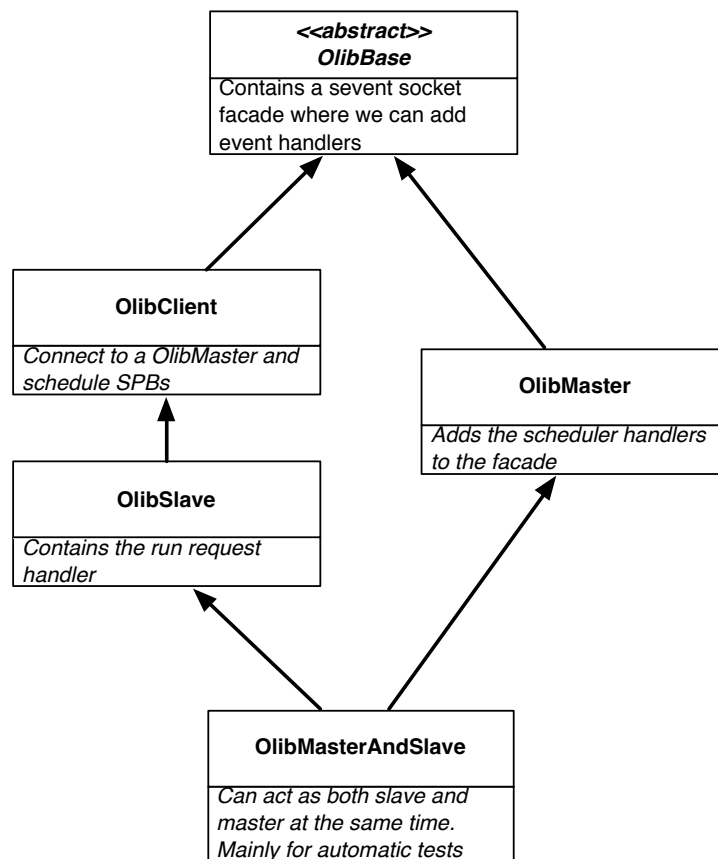 <<abstract>>
OlibBase
Contains a sevent socket
facade where we can add
event handlers
OlibClient
Connect to a OlibMaster and
schedule SPBs
OlibMaster
Adds the scheduler handlers
to the facade
OlibSlave
Contains the run request
handler
OlibMasterAndSlave
Can act as both slave and
master at the same time.
Mainly for automatic tests